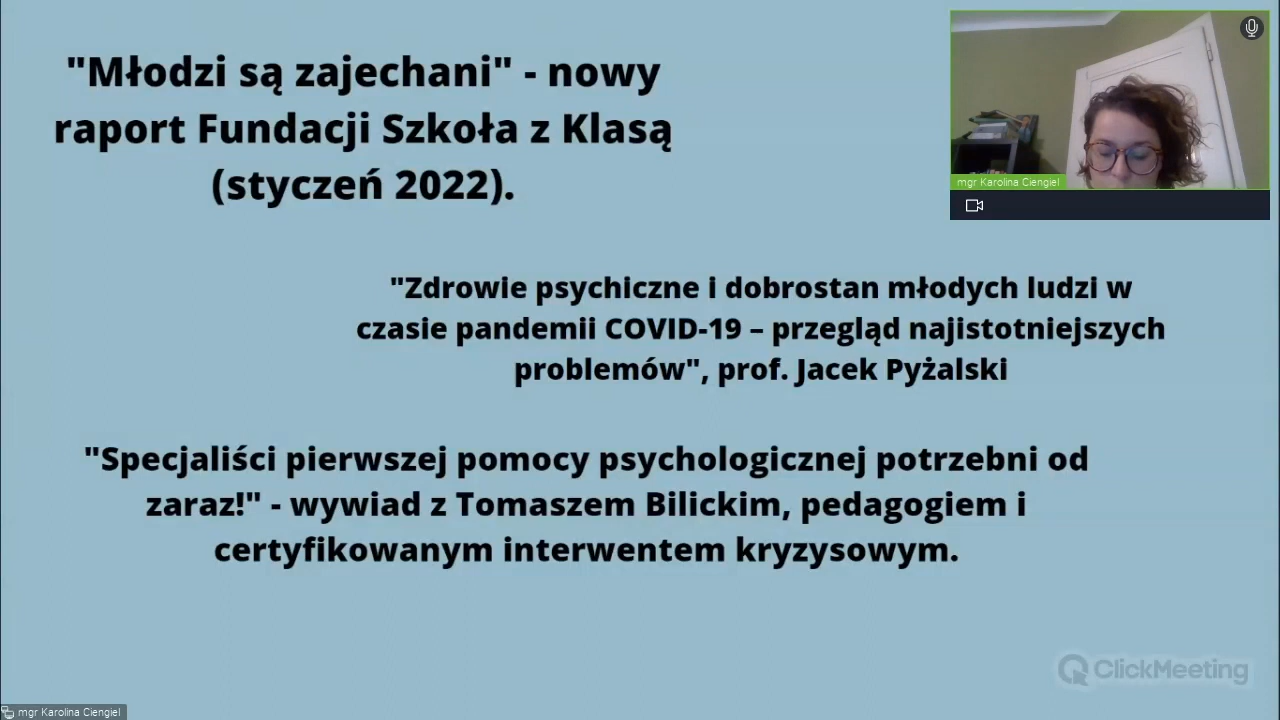 "Młodzi są zajechani" - nowy
raport Fundacji Szkoła z Klasą
(styczeń 2022).
mgr Karolina Ciengiel
"Zdrowie psychiczne i dobrostan młodych ludzi w
czasie pandemii COVID-19 – przegląd najistotniejszych
problemów", prof. Jacek Pyżalski
"Specjaliści pierwszej pomocy psychologicznej potrzebni od
zaraz!" - wywiad z Tomaszem Bilickim, pedagogiem i
certyfikowanym interwentem kryzysowym.
ClickMeeting
mgr Karolina Ciengiel